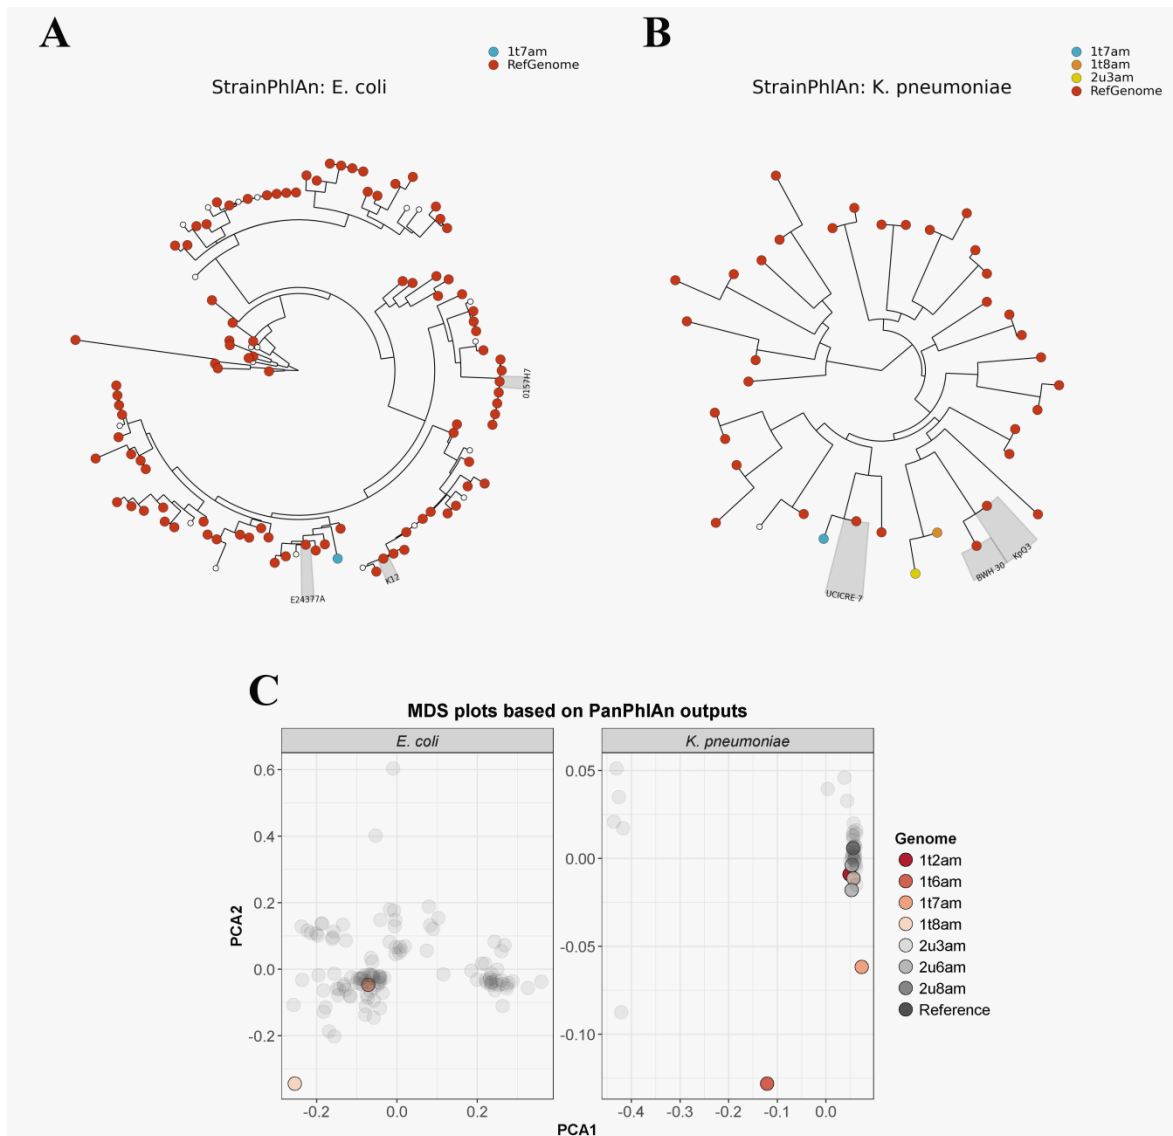 A
1t7am
RefGenome
StrainPhlAn: E. coli
0157H7
K12
E24377A
B
1t7am
1t8am
2u3am
RefGenome
StrainPhlAn: K. pneumoniae
KpQ3
BWH 30
UCICRE 7
C
MDS plots based on PanPhlAn outputs
E. coli
K. pneumoniae
PCA2
0.6
0.4
0.2
0.0
-0.2
-0.2
0.0
0.2
0.05
0.00
-0.05
-0.10
-0.4
-0.3
-0.2
-0.1
0.0
PCA1
Genome
1t2am
1t6am
1t7am
1t8am
2u3am
2u6am
2u8am
Reference